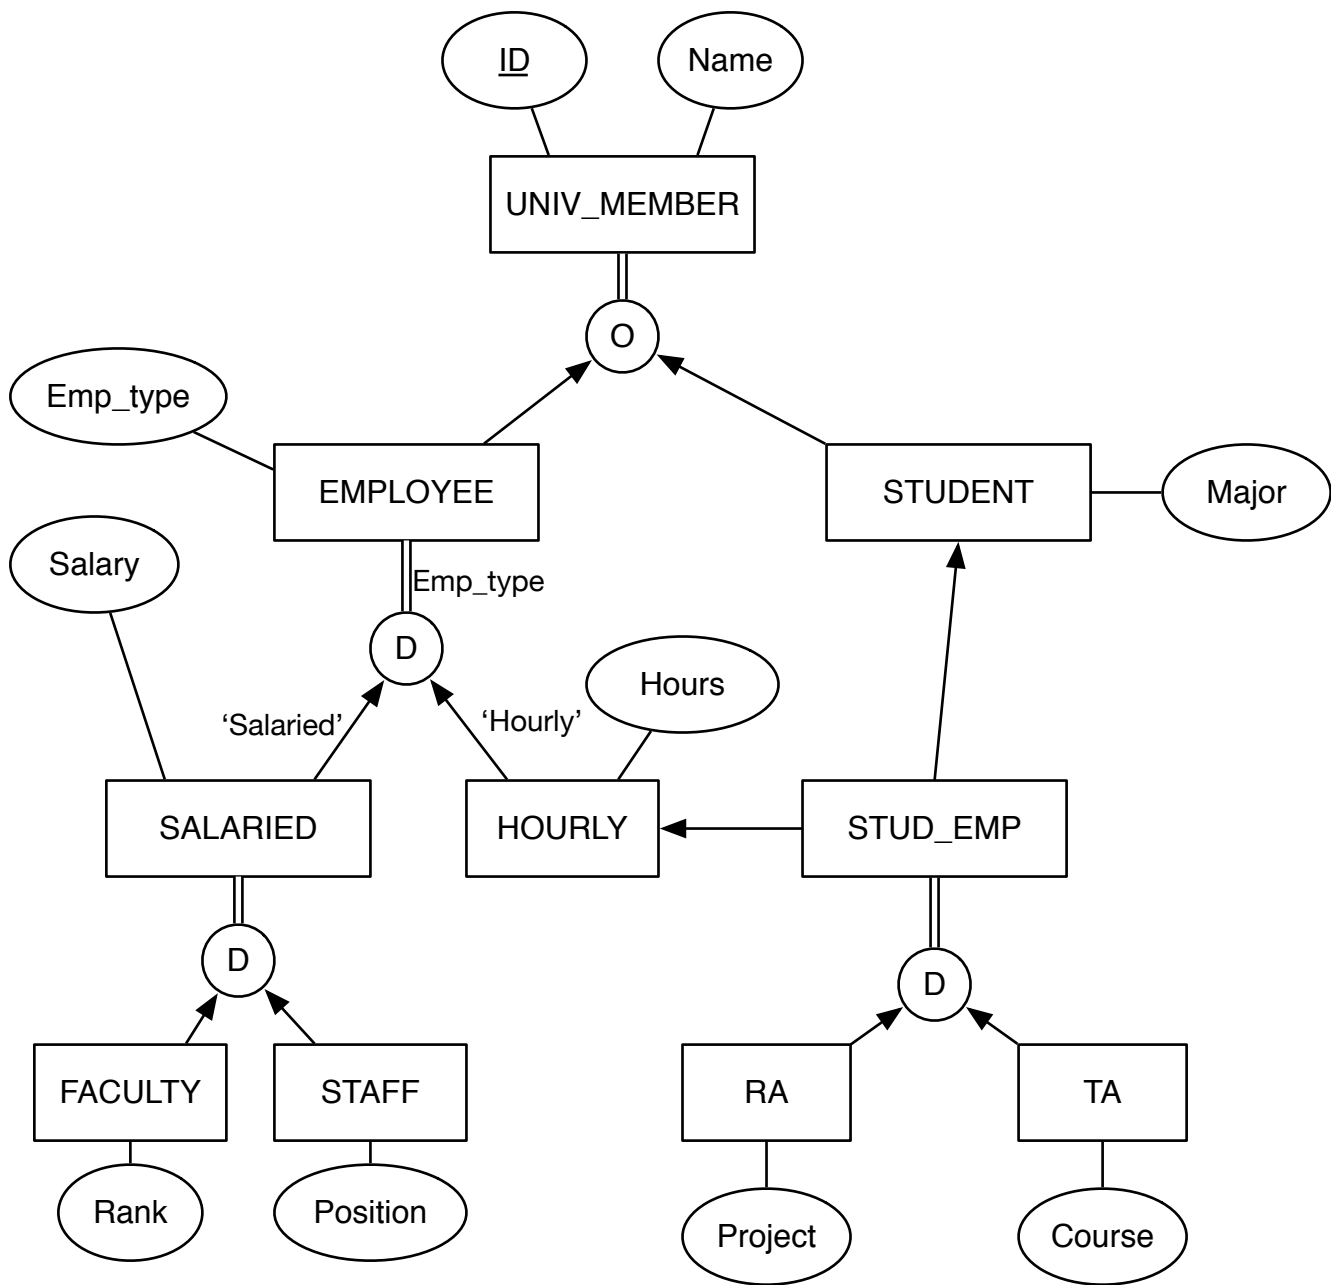 ID
Name
UNIV_MEMBER
O
Emp_type
EMPLOYEE
STUDENT
Major
Salary
Emp_type
D
Hours
‘Salaried’
‘Hourly’
SALARIED
HOURLY
STUD_EMP
D
D
FACULTY
STAFF
RA
TA
Rank
Position
Project
Course